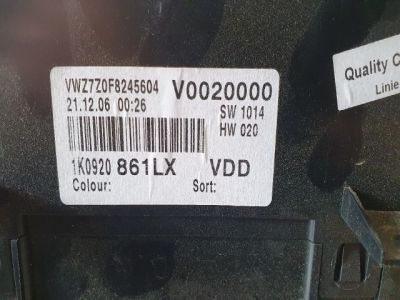 VWZ7Z0F8245604 V0020000
21.12.06 00:26 SW 1014
HW 020
1K0920 861LX VDD
Colour: Sort:
Quality C
Linie